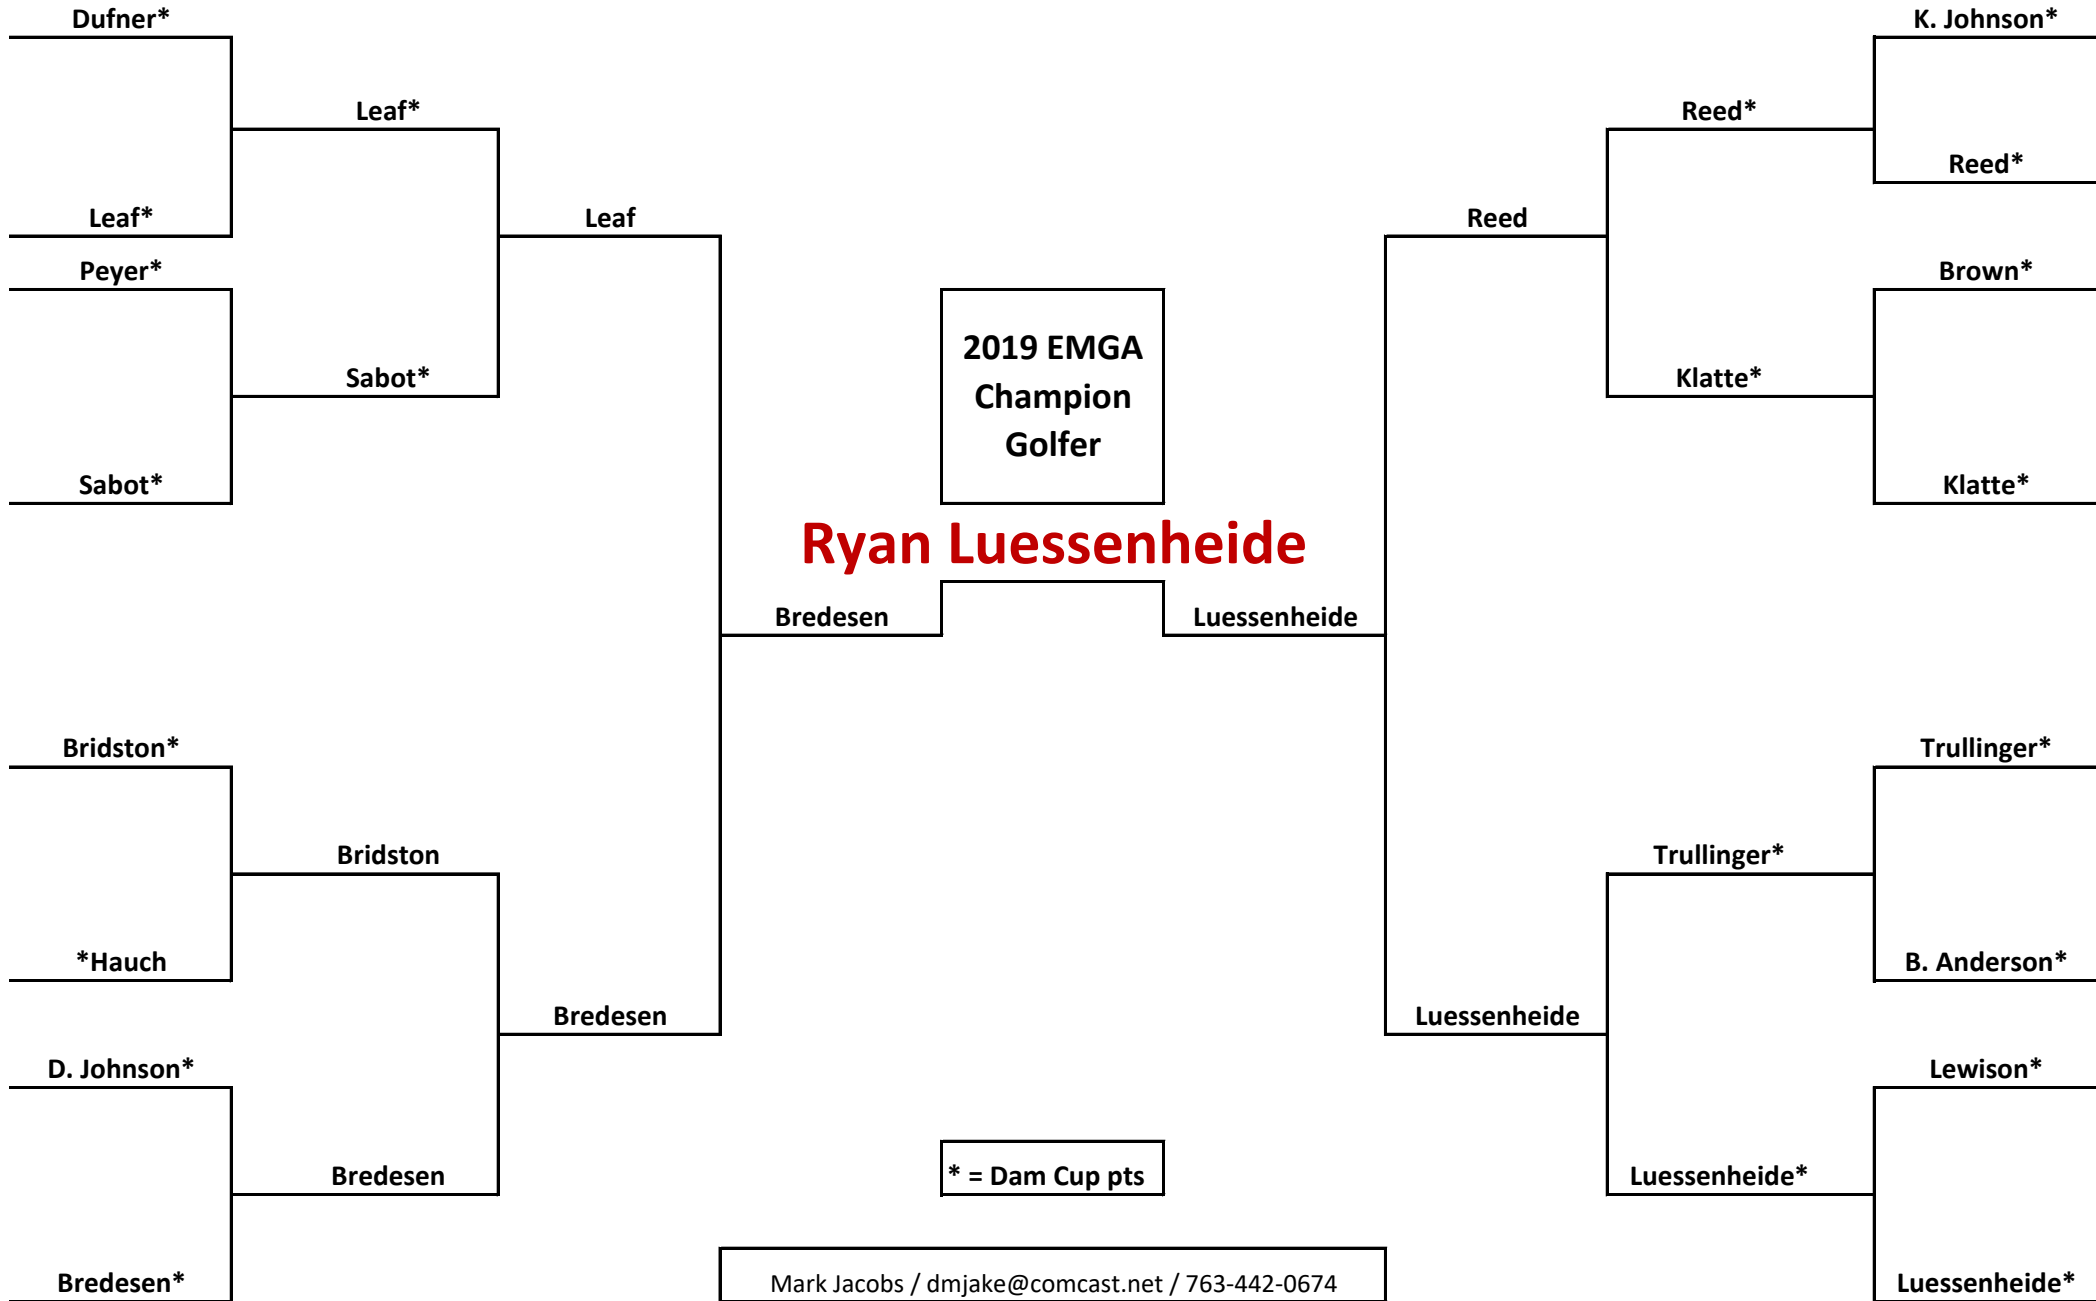 Dufner*
K. Johnson*
Leaf*
Reed*
Reed*
Leaf*
Leaf
Reed
Peyer*
Brown*
2019 EMGA
Champion
Golfer
Sabot*
Klatte*
Sabot*
Klatte*
Ryan Luessenheide
Bredesen
Luessenheide
Bridston*
Trullinger*
Bridston
Trullinger*
*Hauch
B. Anderson*
Bredesen
Luessenheide
D. Johnson*
Lewison*
Bredesen
* = Dam Cup pts
Luessenheide*
Bredesen*
Mark Jacobs / dmjake@comcast.net / 763-442-0674
Luessenheide*